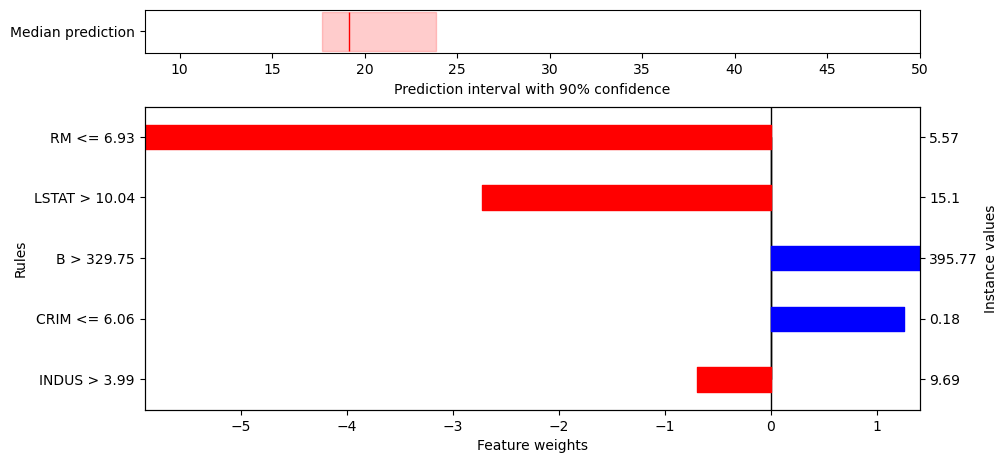 Median prediction
10 15 20 25 30 35 40 45 50
Prediction interval with 90% confidence
Rules
RM <= 6.93 5.57
LSTAT > 10.04 15.1
B > 329.75 395.77
CRIM <= 6.06 0.18
INDUS > 3.99 9.69
Instance values
−5 −4 −3 −2 −1 0 1
Feature weights